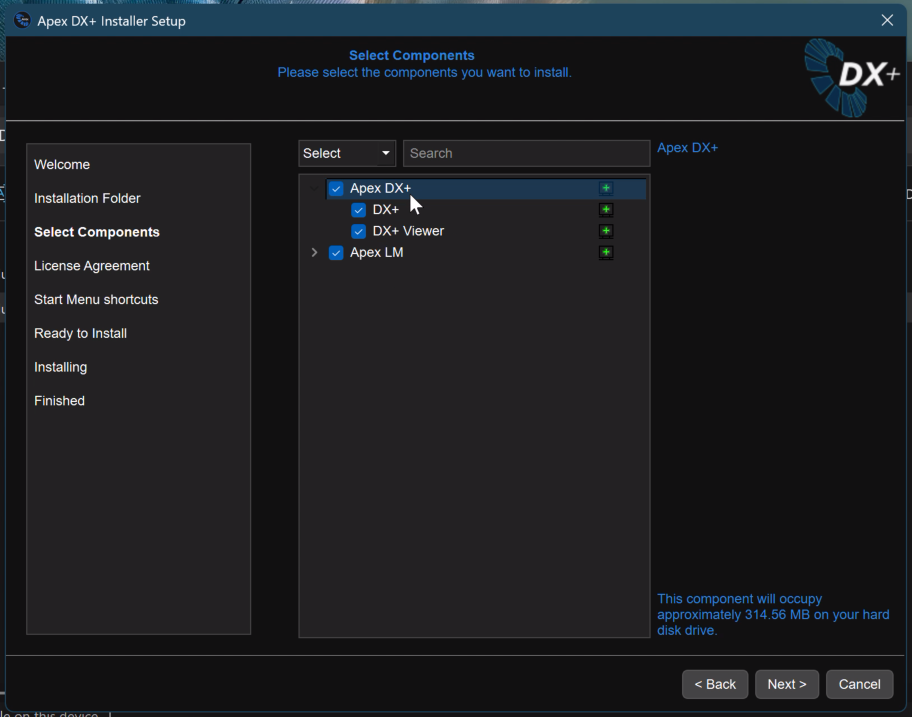 Apex DX+ Installer Setup
Select Components
Please select the components you want to install.
DX+
Welcome
Installation Folder
Select Components
License Agreement
Start Menu shortcuts
Ready to Install
Installing
Finished
Select
Search
Apex DX+
DX+
DX+ Viewer
Apex LM
Apex DX+
This component will occupy
approximately 314.56 MB on your hard
disk drive.
< Back
Next >
Cancel
on this device